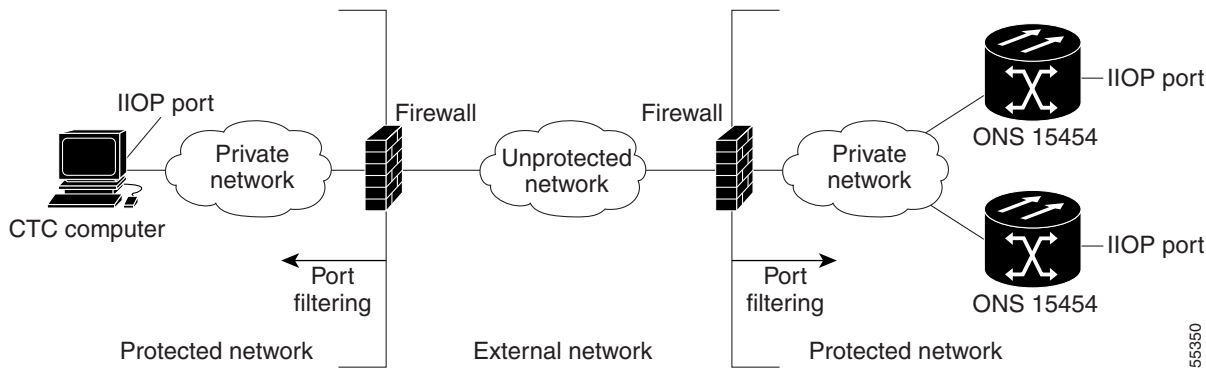 IIOP port
Firewall
Firewall
IIOP port
Private
network
Unprotected
network
Private
network
ONS 15454
CTC computer
IIOP port
Port
filtering
Port
filtering
ONS 15454
Protected network
External network
Protected network
55350